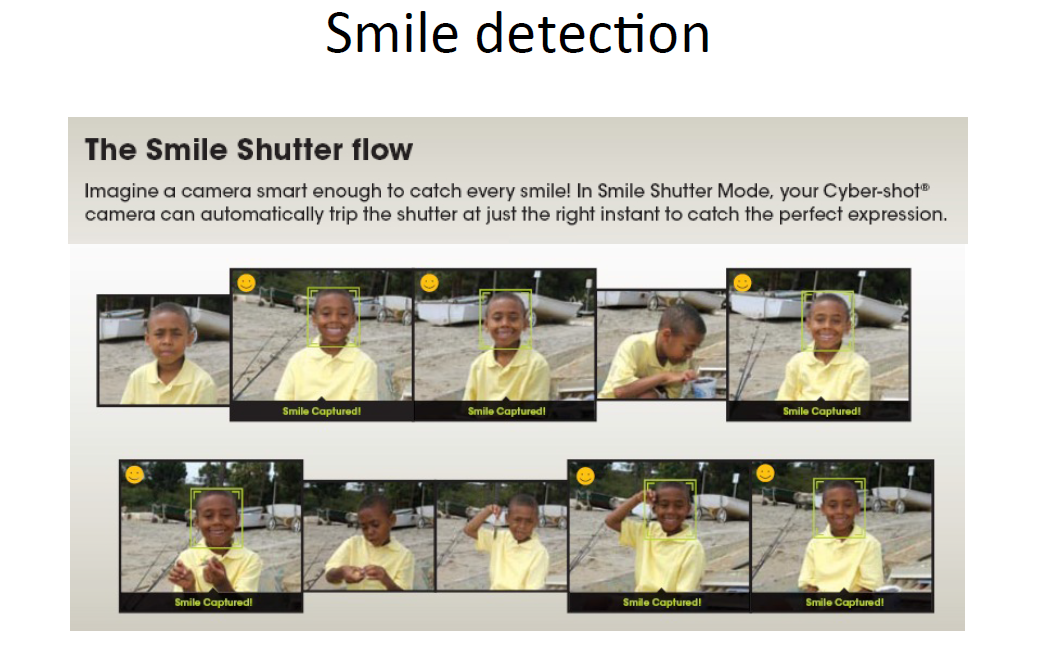 Smile detection
The Smile Shutter flow
Imagine a camera smart enough to catch every smile! In Smile Shutter Mode, your Cyber-shot®
camera can automatically trip the shutter at just the right instant to catch the perfect expression.
Smile Captured!
Smile Captured!
Smile Captured!
Smile Captured!
Smile Captured!
Smile Captured!